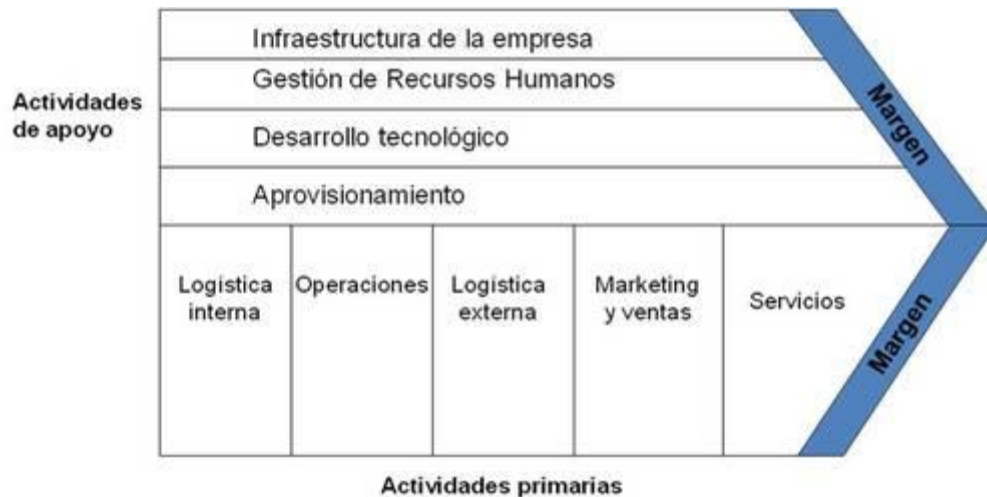 Infraestructura de la empresa
Gestión de Recursos Humanos
Actividades
de apoyo
Desarrollo tecnológico
Aprovisionamiento
Margen
Logística
interna
Operaciones
Logística
externa
Marketing
y ventas
Servicios
Margen
Actividades primarias